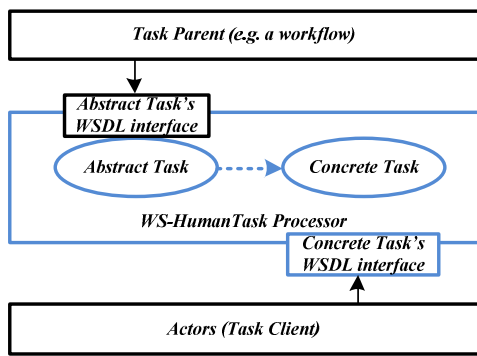 Task Parent (e.g. a workflow)
Abstract Task's
WSDL interface
Abstract Task
Concrete Task
WS-HumanTask Processor
Concrete Task's
WSDL interface
Actors (Task Client)